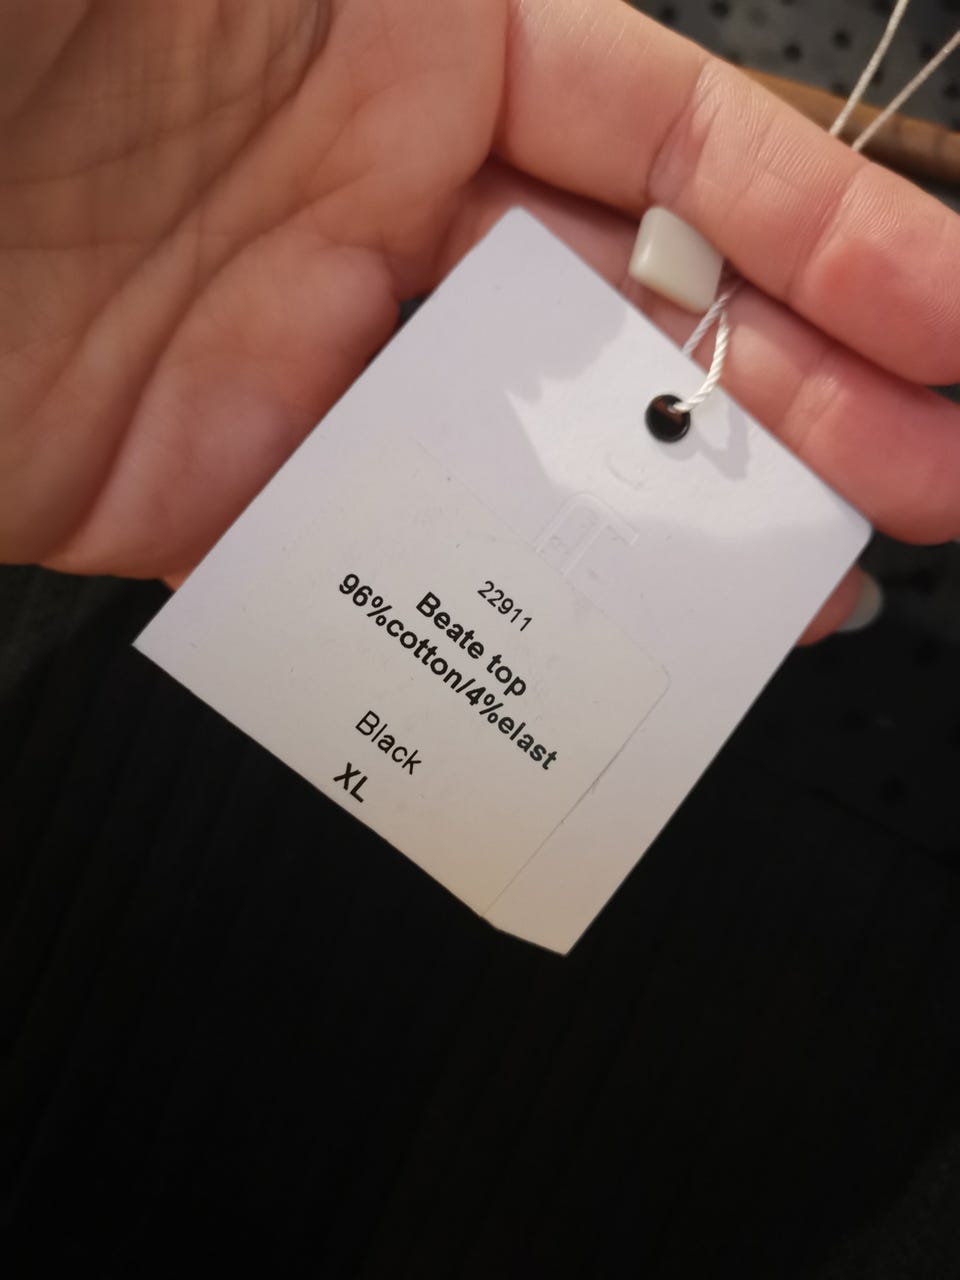 22911
Beate top
96%cotton/4%elast
Black
XL